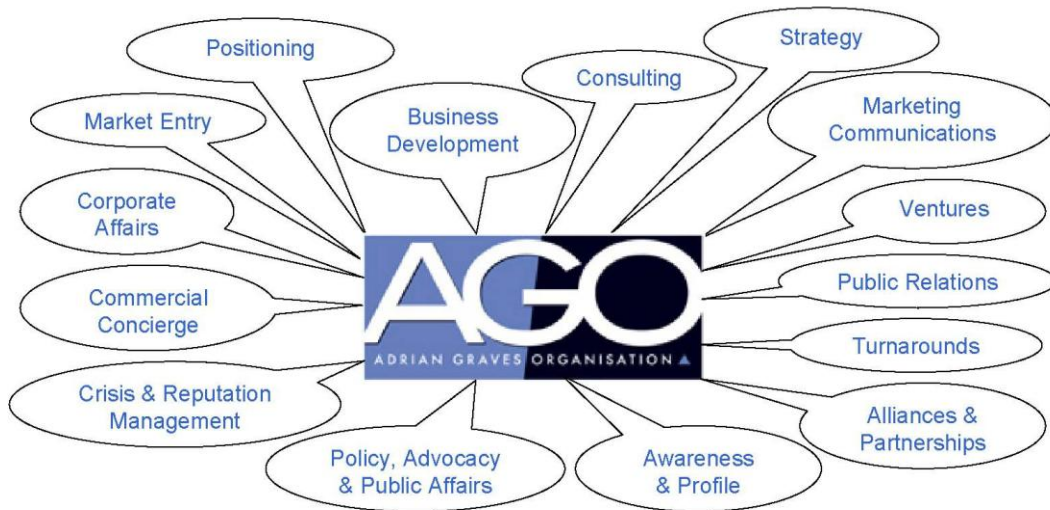 Positioning
Consulting
Strategy
Market Entry
Business
Development
Marketing
Communications
Corporate
Affairs
Ventures
Commercial
Concierge
Public Relations
AGO
ADRIAN GRAVES ORGANISATION
Turnarounds
Crisis & Reputation
Management
Alliances &
Partnerships
Policy, Advocacy
& Public Affairs
Awareness
& Profile